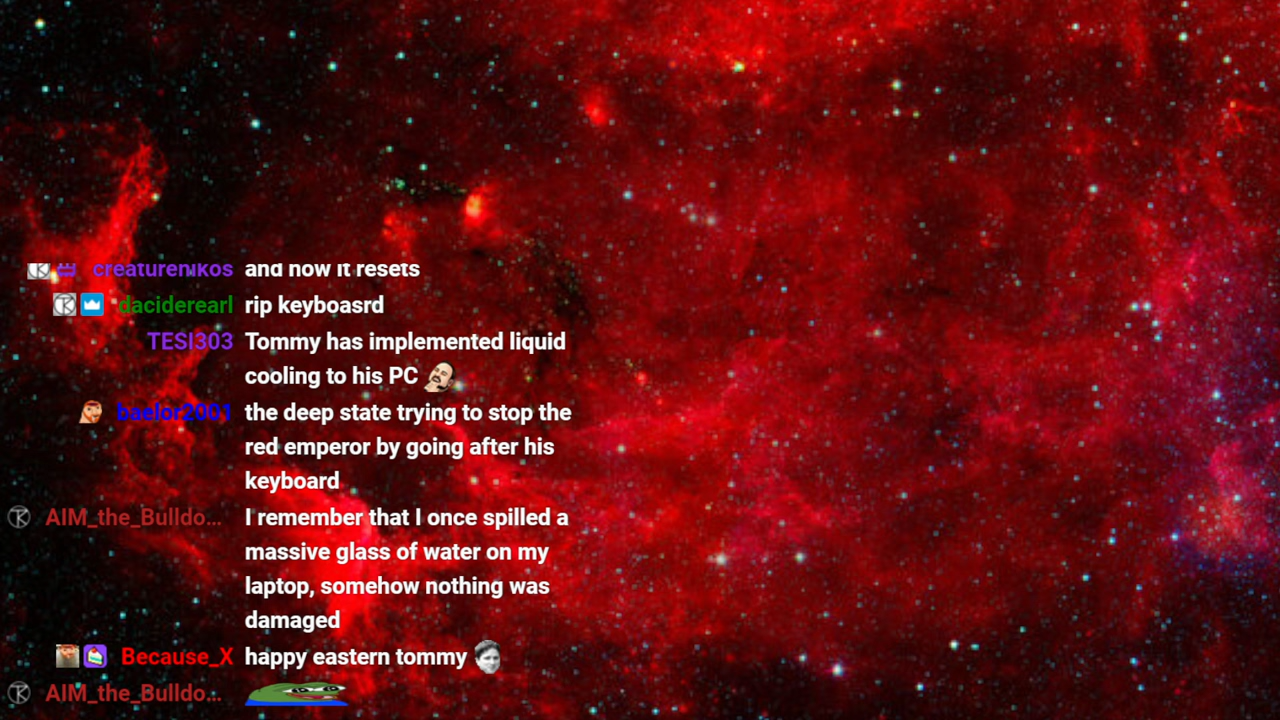 creaturenikos and now it resets
daciderearl rip keyboasrd
TESI303 Tommy has implemented liquid
cooling to his PC
baelor2001 the deep state trying to stop the
red emperor by going after his
keyboard
AIM_the_Bulldo... I remember that I once spilled a
massive glass of water on my
laptop, somehow nothing was
damaged
Because_X happy eastern tommy
AIM_the_Bulldo...